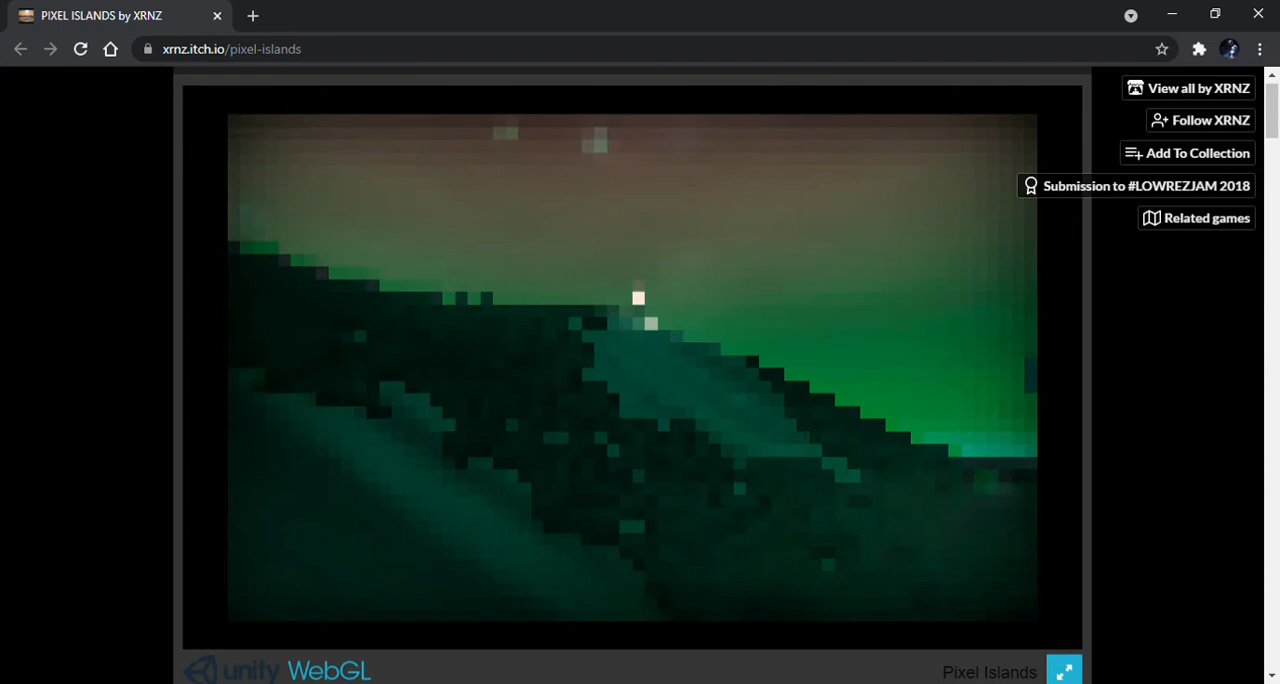 PIXEL ISLANDS by XRNZ
xrnz.itch.io/pixel-islands
View all by XRNZ
Follow XRNZ
Add To Collection
Submission to #LOWREZJAM 2018
Related games
unity WebGL
Pixel Islands